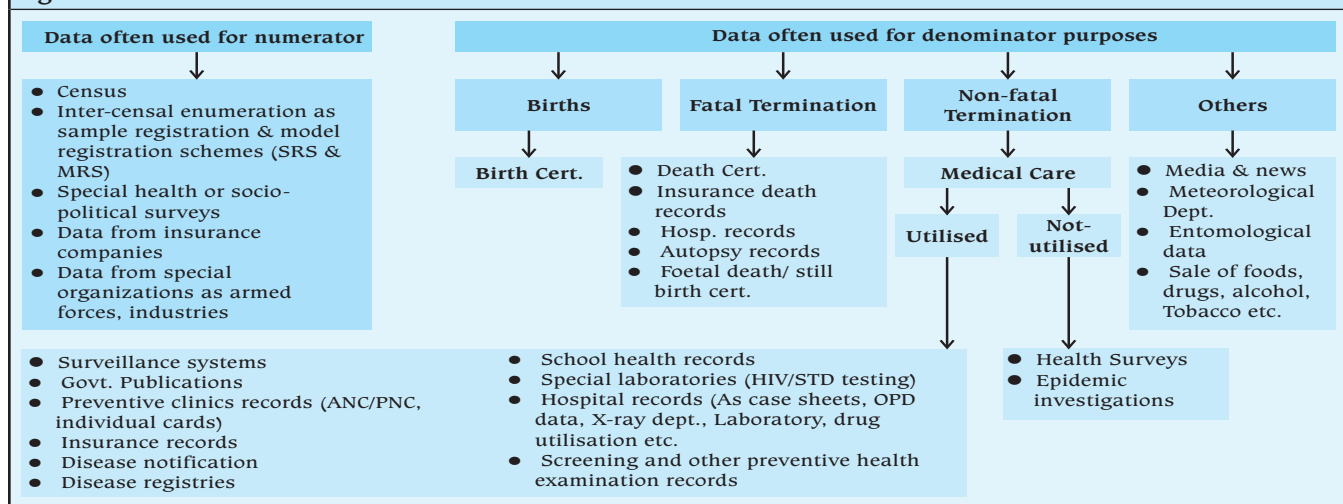 Data often used for numerator
● Census
● Inter-censal enumeration as
sample registration & model
registration schemes (SRS &
MRS)
● Special health or socio-
political surveys
● Data from insurance
companies
● Data from special
organizations as armed
forces, industries
Data often used for denominator purposes
Births
Birth Cert.
Fatal Termination
● Death Cert.
● Insurance death
records
● Hosp. records
● Autopsy records
● Foetal death/ still
birth cert.
Non-fatal
Termination
Medical Care
Utilised
Not-
utilised
Others
● Media & news
● Meteorological
Dept.
● Entomological
data
● Sale of foods,
drugs, alcohol,
Tobacco etc.
● Surveillance systems
● Govt. Publications
● Preventive clinics records (ANC/PNC,
individual cards)
● Insurance records
● Disease notification
● Disease registries
● School health records
● Special laboratories (HIV/STD testing)
● Hospital records (As case sheets, OPD
data, X-ray dept., Laboratory, drug
utilisation etc.
● Screening and other preventive health
examination records
● Health Surveys
● Epidemic
investigations